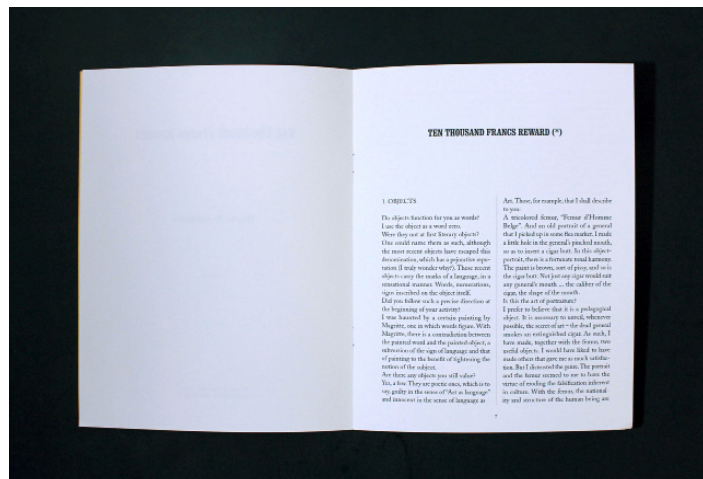 TEN THOUSAND FRANCS REWARD (*)
1 OBJECTS
Do objects function for you as words?
I use the object as a word zero.
Were they not at first literary objects?
One could name them as such, although
the most recent objects have escaped this
denomination, which has a pejorative repu-
tation (I truly wonder why?). These recent
objects carry the marks of a language, in a
sensational manner. Words, numerations,
signs inscribed on the object itself.
Did you follow such a precise direction at
the beginning of your activity?
I was haunted by a certain painting by
Magritte, one in which words figure. With
Magritte, there is a contradiction between
the painted word and the painted object, a
subversion of the sign of language and that
of painting to the benefit of tightening the
notion of the subject.
Are there any objects you still value?
Yes, a few. They are poetic ones, which is to
say, guilty in the sense of "Art as language"
and innocent in the sense of language as
Art. Those, for example, that I shall describe
to you:
A tricolored femur, "Femur d'Homme
Belge". And an old portrait of a general
that I picked up in some flea market. I made
a little hole in the general's pinched mouth,
so as to insert a cigar butt. In this object-
portrait, there is a fortunate tonal harmony.
The paint is brown, sort of pissy, and so is
the cigar butt. Not just any cigar would suit
any general's mouth ... the caliber of the
cigar, the shape of the mouth.
Is this the art of portraiture?
I prefer to believe that it is a pedagogical
object. It is necessary to unveil, whenever
possible, the secret of art – the dead general
smokes an extinguished cigar. As such, I
have made, together with the femur, two
useful objects. I would have liked to have
made others that gave me as much satisfac-
tion. But I distrusted the genre. The portrait
and the femur seemed to me to have the
virtue of eroding the falsification inherent
in culture. With the femur, the national-
ity and structure of the human being are
7